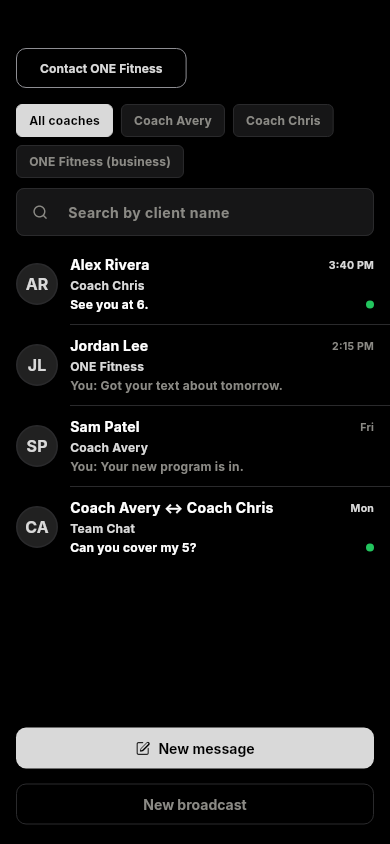 Contact ONE Fitness
All coaches Coach Avery Coach Chris
ONE Fitness (business)
Search by client name
AR Alex Rivera 3:40 PM
Coach Chris
See you at 6.
JL Jordan Lee 2:15 PM
ONE Fitness
You: Got your text about tomorrow.
SP Sam Patel Fri
Coach Avery
You: Your new program is in.
CA Coach Avery ↔ Coach Chris Mon
Team Chat
Can you cover my 5?
New message
New broadcast